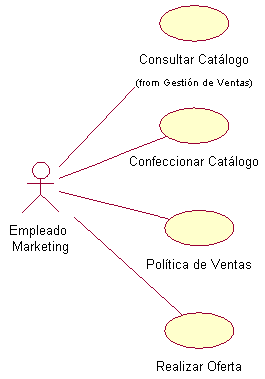 Consultar Catálogo
(from Gestión de Ventas)
Confeccionar Catálogo
Empleado
Marketing
Política de Ventas
Realizar Oferta